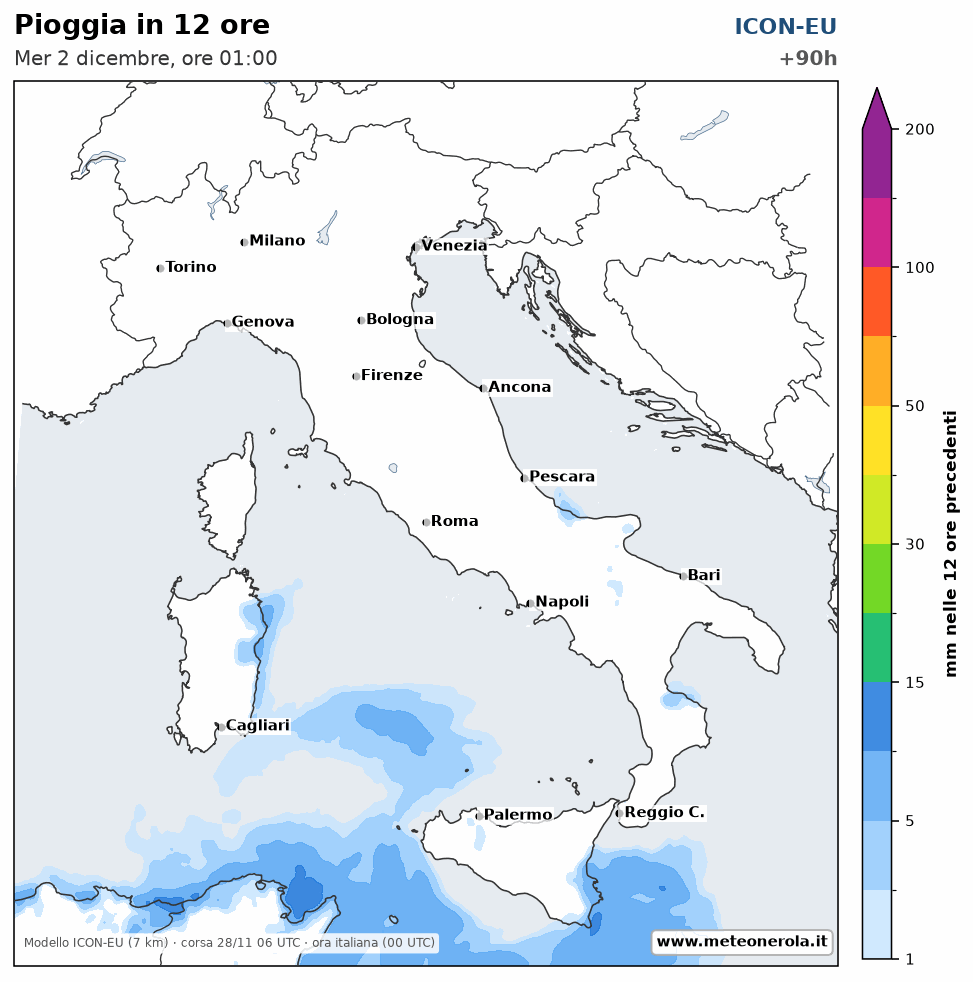 Pioggia in 12 ore
ICON-EU
Mer 2 dicembre, ore 01:00
+90h
200
100
50
30
15
5
1
mm nelle 12 ore precedenti
Milano
Venezia
Torino
Genova
Bologna
Firenze
Ancona
Pescara
Roma
Bari
Napoli
Cagliari
Palermo
Reggio C.
Modello ICON-EU (7 km) · corsa 28/11 06 UTC · ora italiana (00 UTC)
www.meteonerola.it